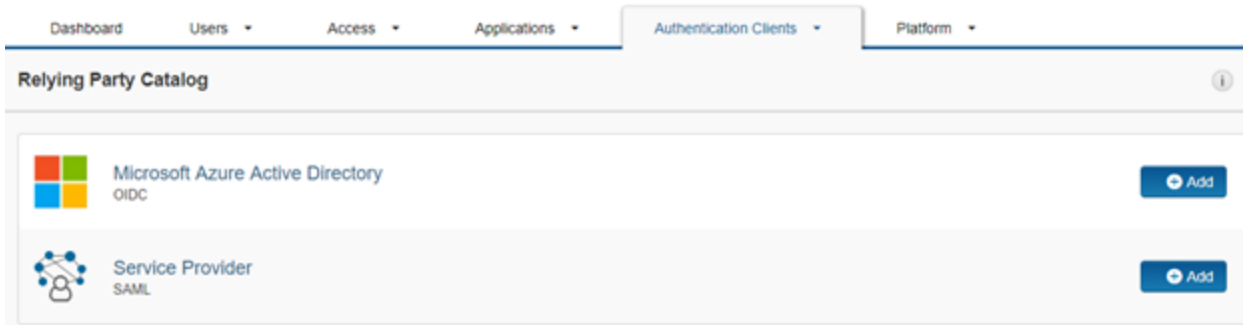 Dashboard Users Access Applications Authentication Clients Platform
Relying Party Catalog
i
Microsoft Azure Active Directory
OIDC
Add
Service Provider
SAML
Add